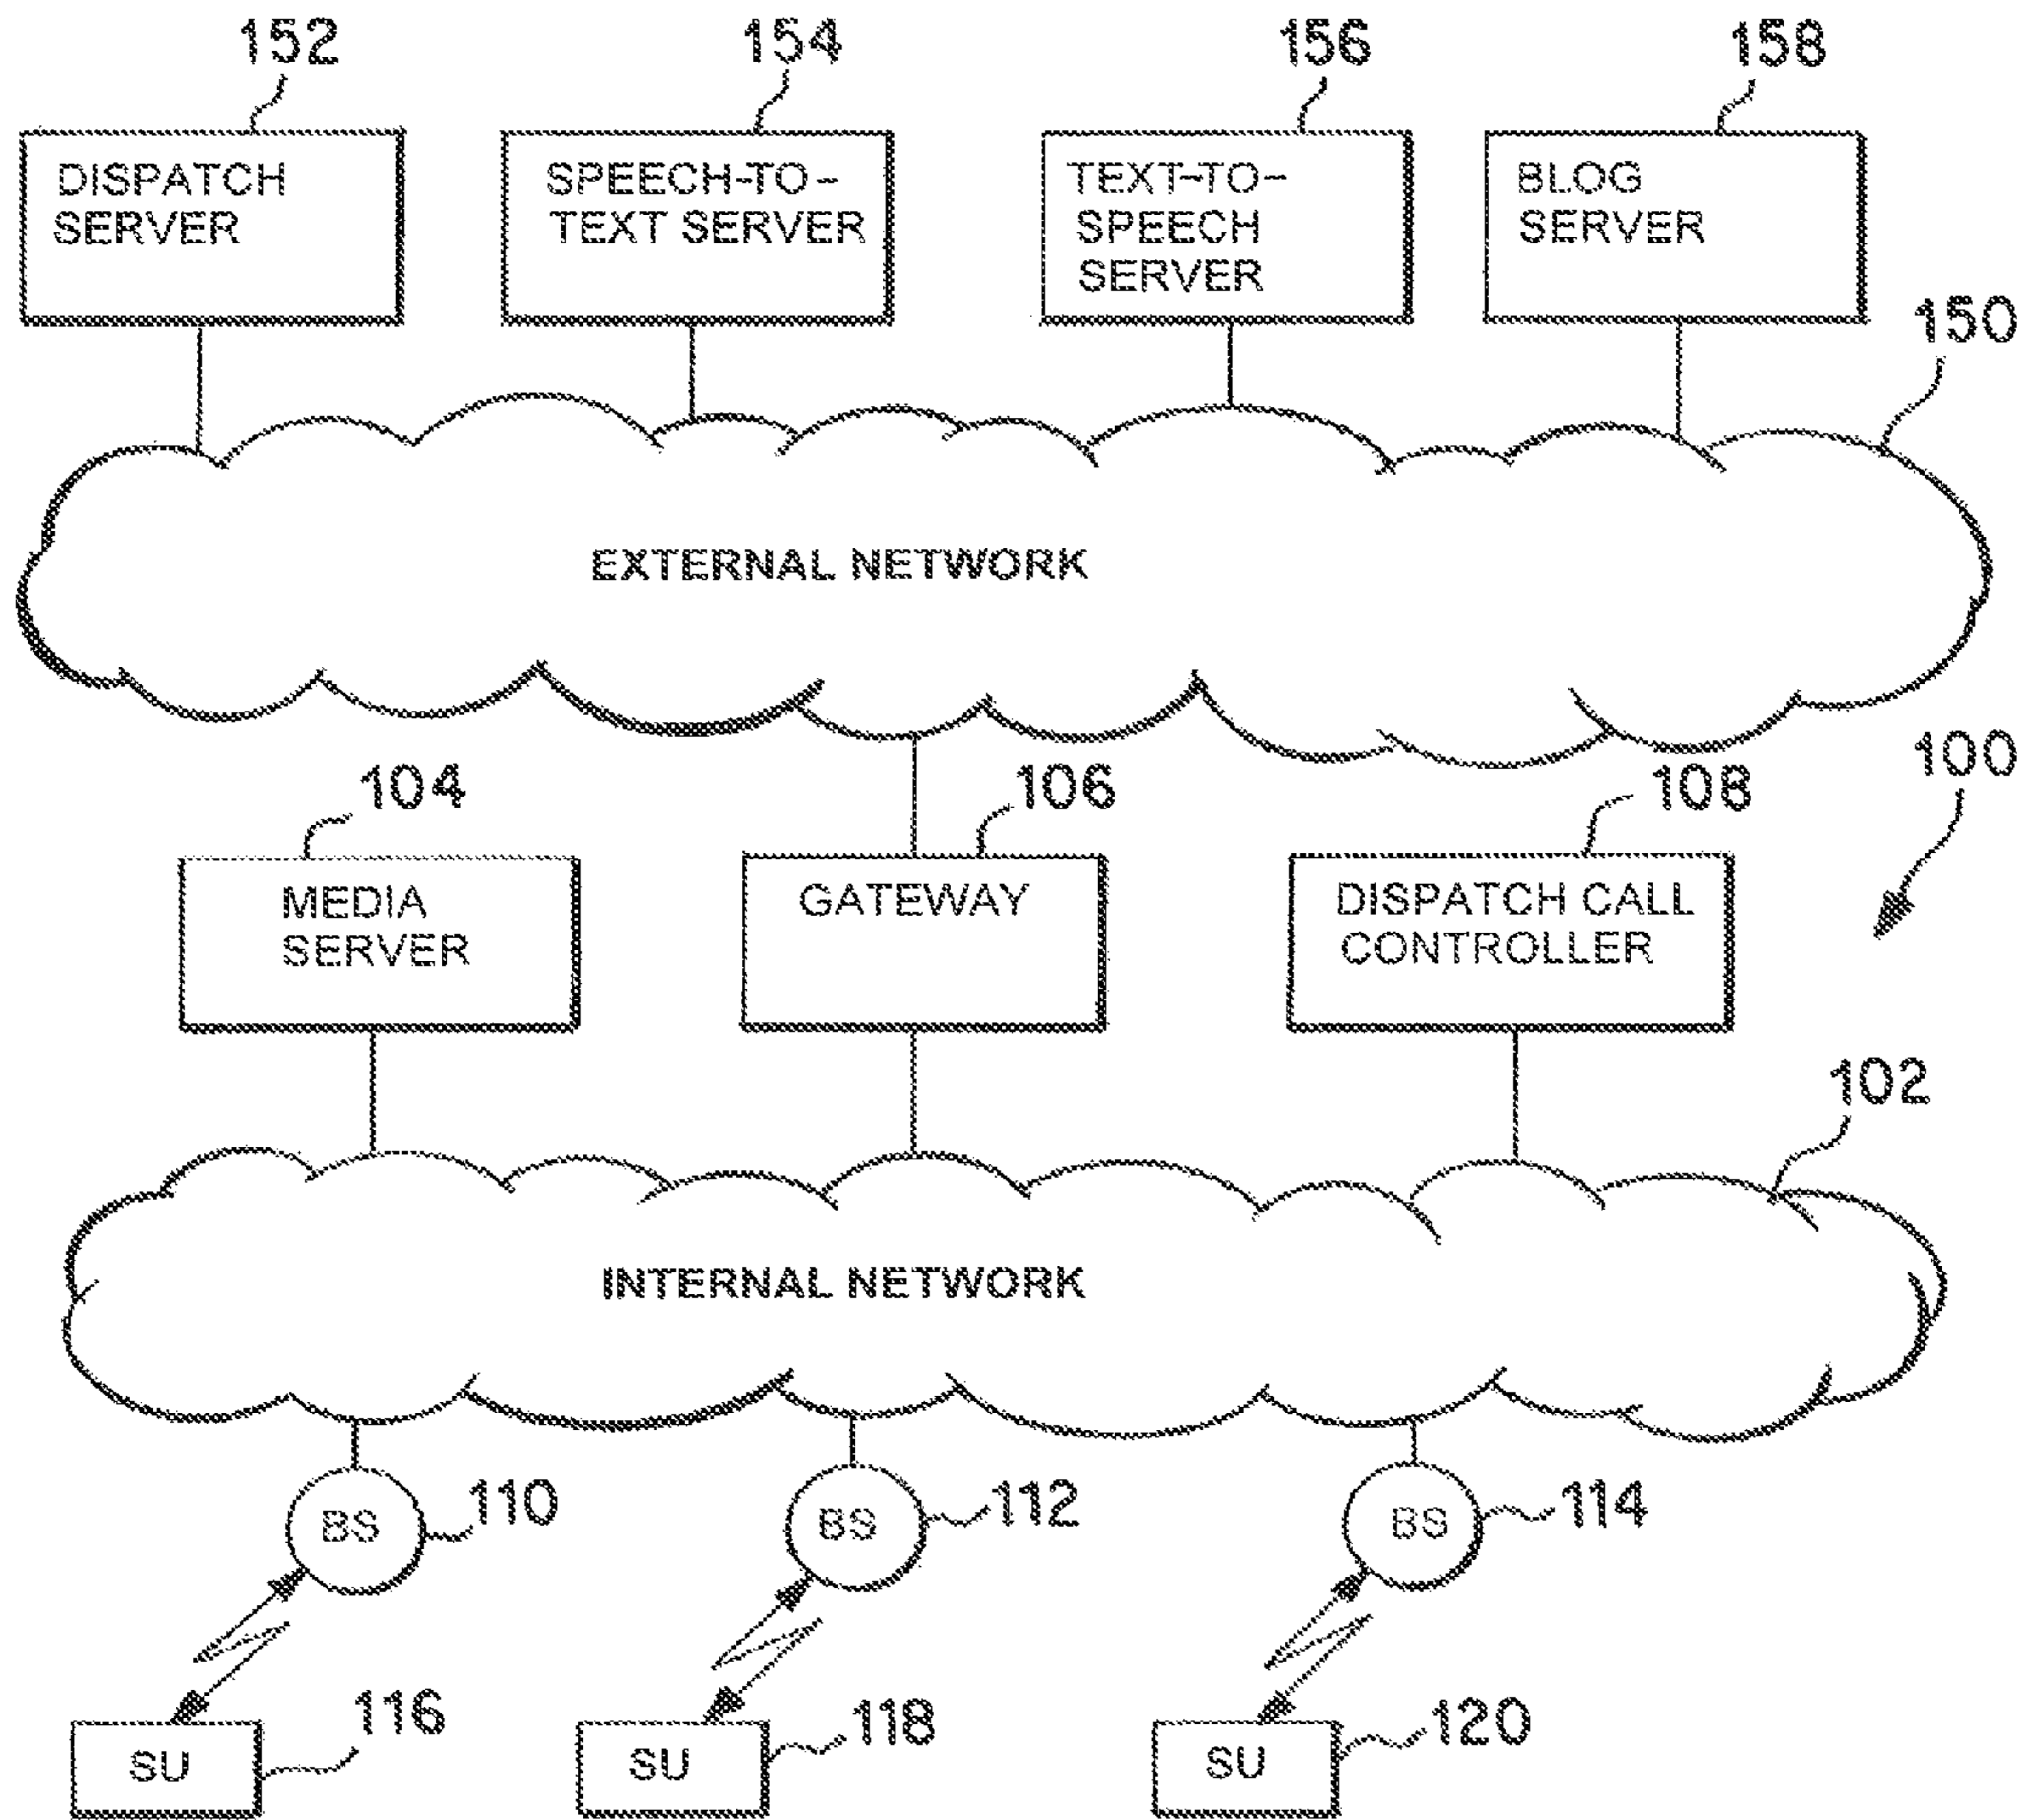 152 154 156 158
DISPATCH SERVER
SPEECH-TO-
TEXT SERVER
TEXT-TO-
SPEECH
SERVER
BLOG
SERVER
150
EXTERNAL NETWORK
100
104 106 108
MEDIA
SERVER
GATEWAY
DISPATCH CALL
CONTROLLER
102
INTERNAL NETWORK
BS 110 BS 112 BS 114
SU 116 SU 118 SU 120